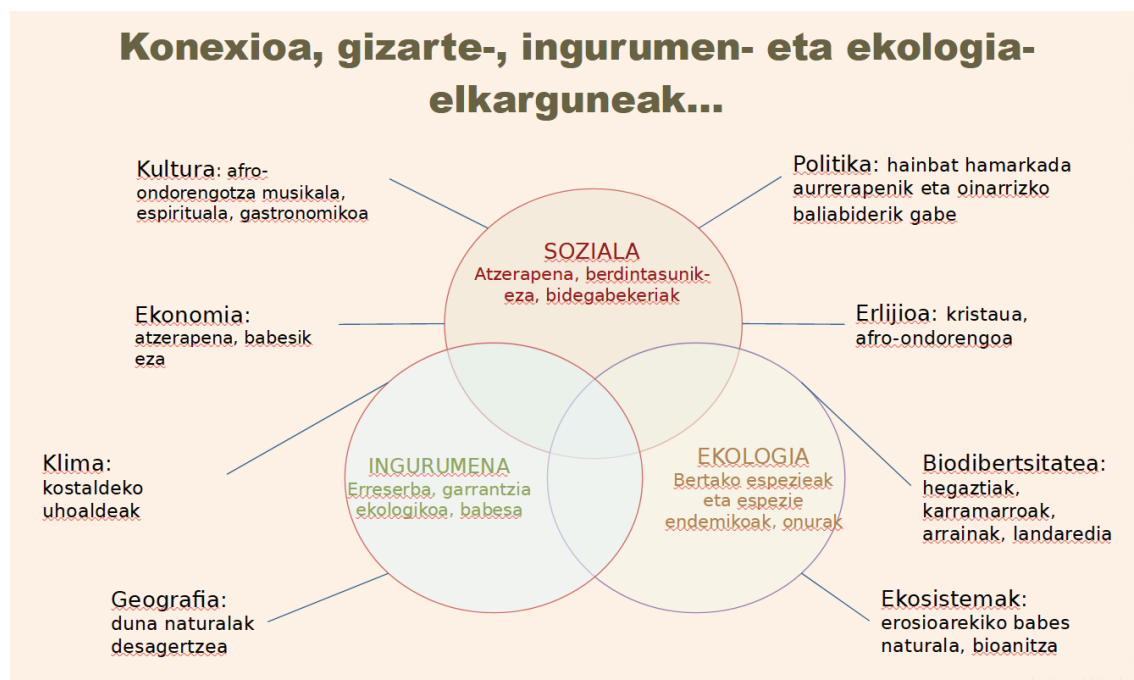 Konexioa, gizarte-, ingurumen- eta ekologia-
elkarguneak...
Kultura: afro-
ondorengotza musikala,
espirituala, gastronomikoa
Politika: hainbat hamarkada
aurrerapenik eta oinarrizko
baliabiderik gabe
SOZIALA
Atzerapena, berdintasunik-
eza, bidegabekeriak
Ekonomia:
atzerapena, babesik
eza
Erlijioa: kristaua,
afro-ondorengoa
Klima:
kostaldeko
uhoaldeak
INGURUMENA
Erreserba, garrantzia
ekologikoa, babesa
EKOLOGIA
Bertako espezieak
eta espezie
endemikoak, onurak
Biodibertsitatea:
hegaztiak,
karramarroak,
arrainak, landaredia
Geografia:
duna naturalak
desagertzea
Ekosistemak:
erosioarekiko babes
naturala, bioanitza